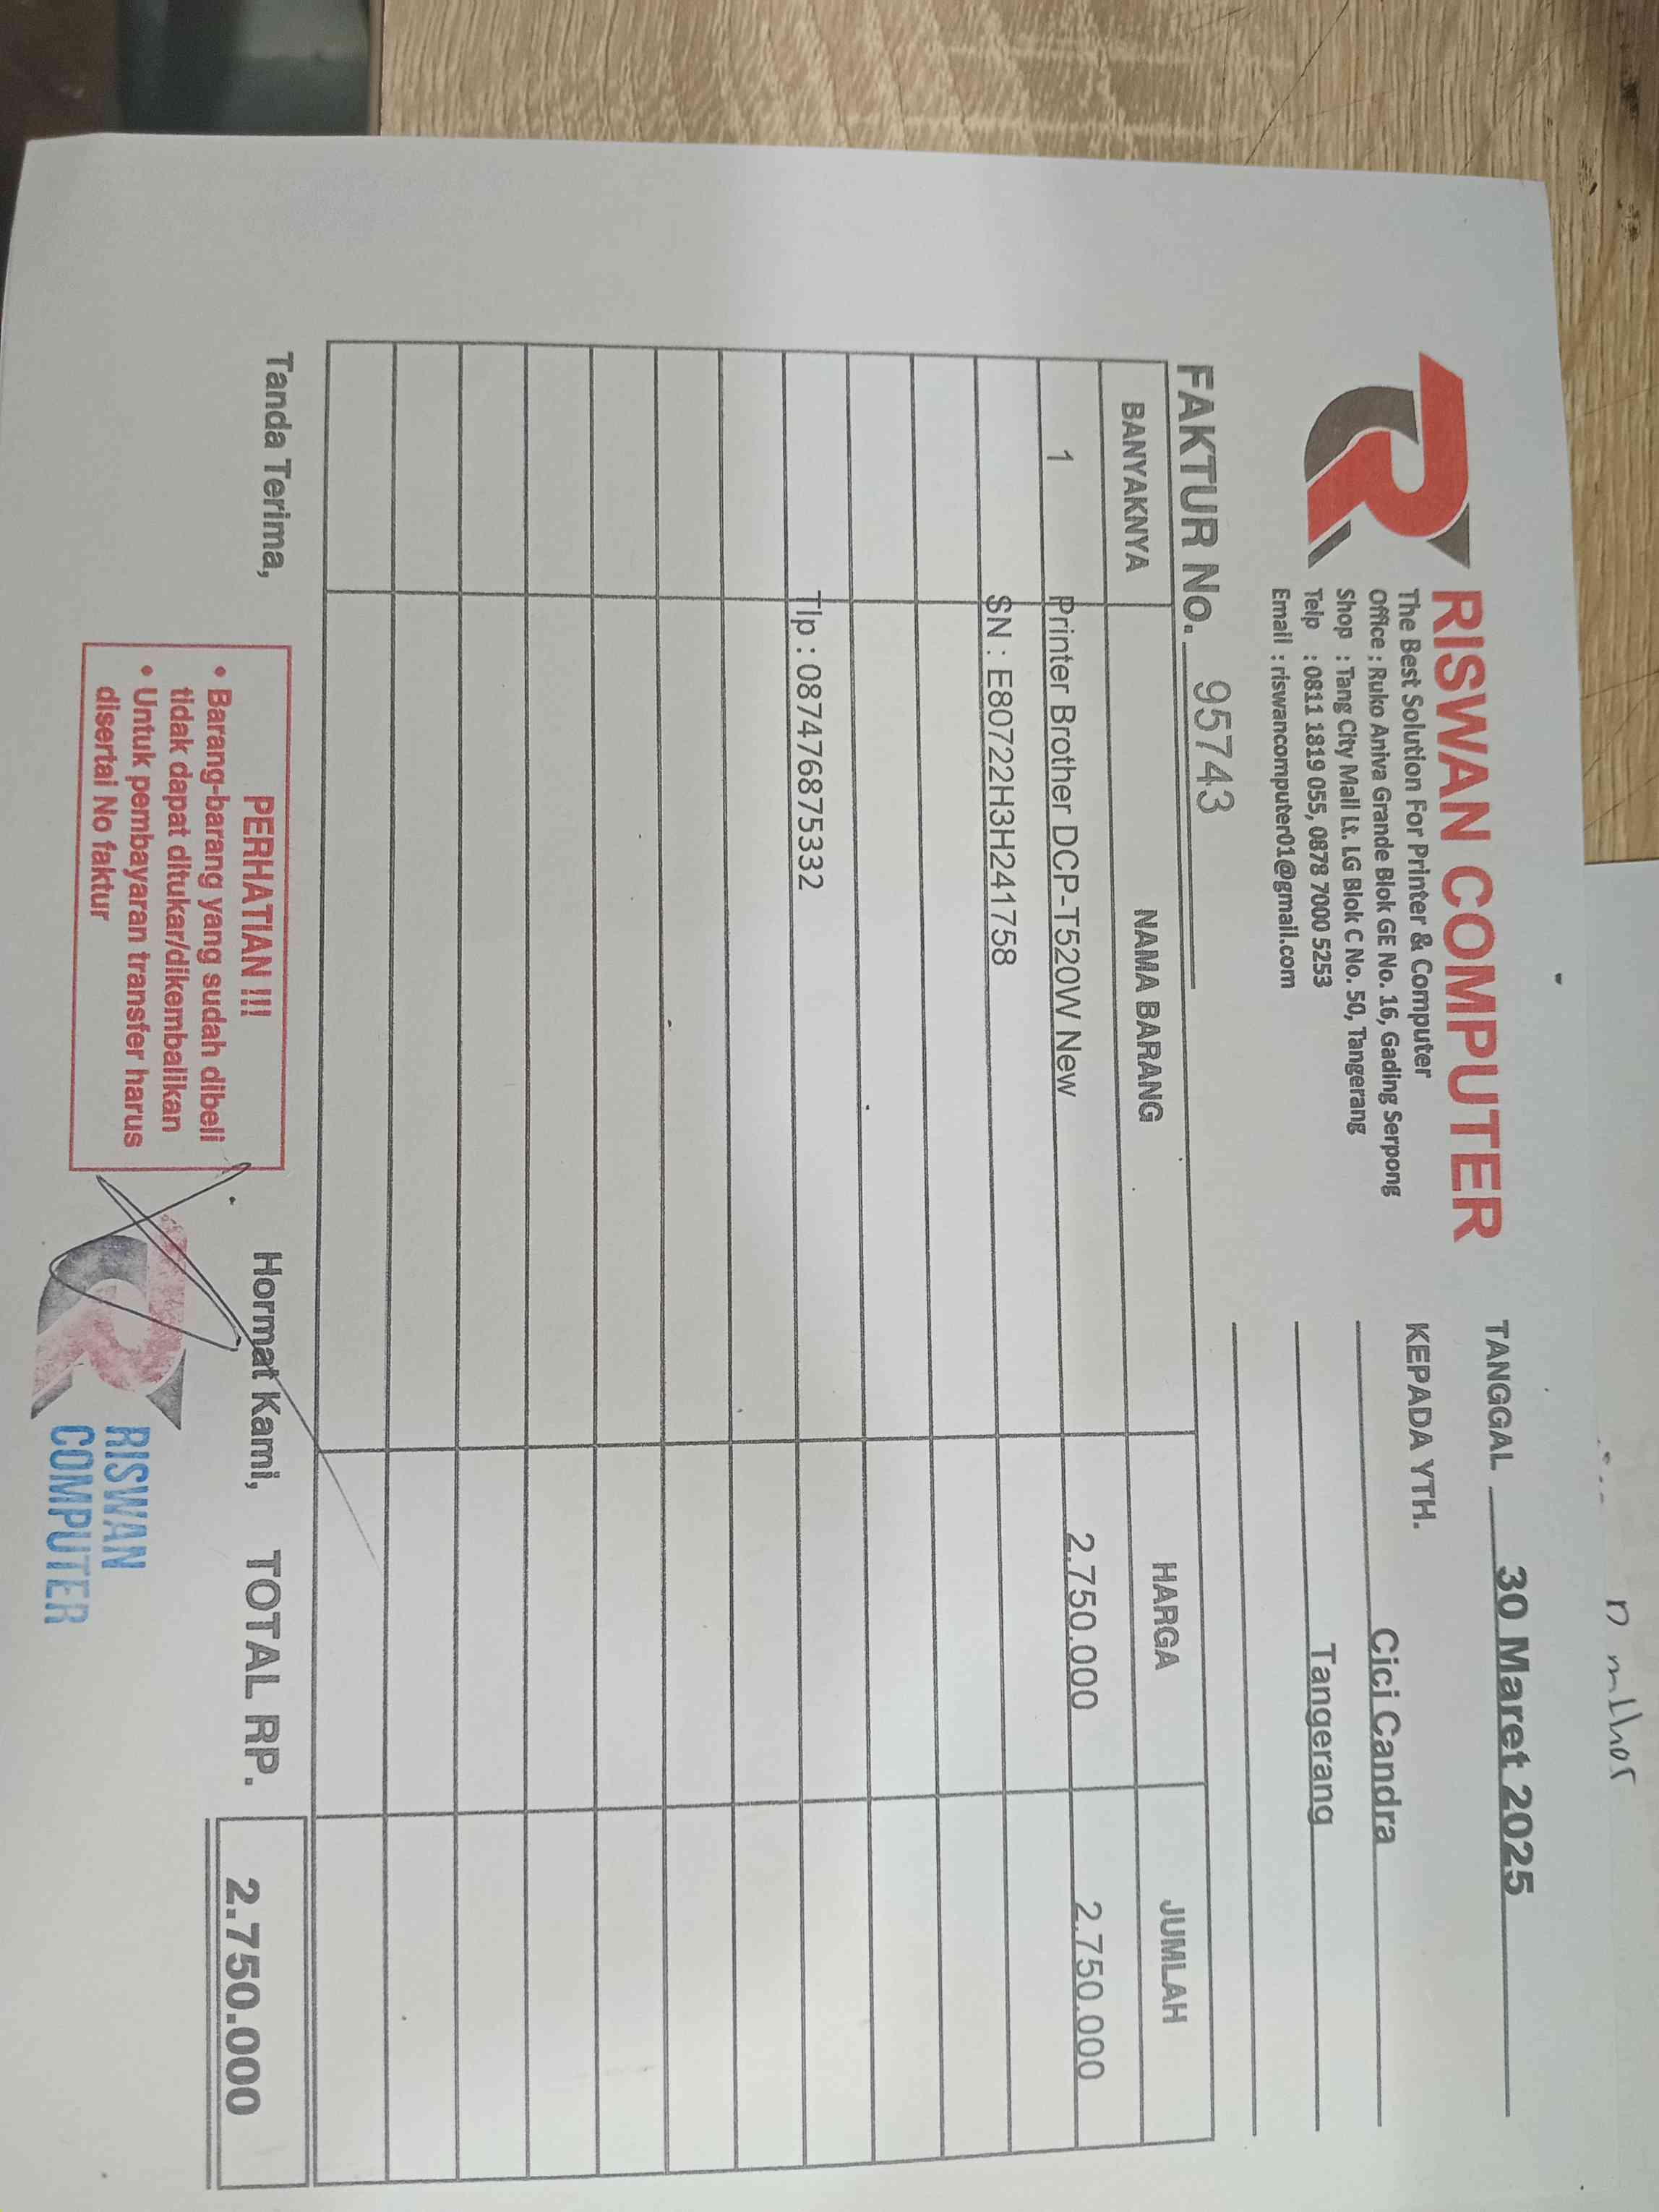 RISWAN COMPUTER
The Best Solution For Printer & Computer
Office : Ruko Aniva Grande Blok GE No. 16, Gading Serpong
Shop : Tang City Mall Lt. LG Blok C No. 50, Tangerang
Telp : 0811 1819 055, 0878 7000 5253
Email : riswancomputer01@gmail.com
TANGGAL 30 Maret 2025
KEPADA YTH.
Cici Candra
Tangerang
FAKTUR No. 95743
BANYAKNYA NAMA BARANG HARGA JUMLAH
1 Printer Brother DCP-T520W New 2.750.000 2.750.000
SN : E80722H3H241758
Tlp : 087476875332
Tanda Terima,
PERHATIAN !!!
• Barang-barang yang sudah dibeli
tidak dapat ditukar/dikembalikan
• Untuk pembayaran transfer harus
disertai No faktur
Hormat Kami,
RISWAN
COMPUTER
TOTAL RP. 2.750.000